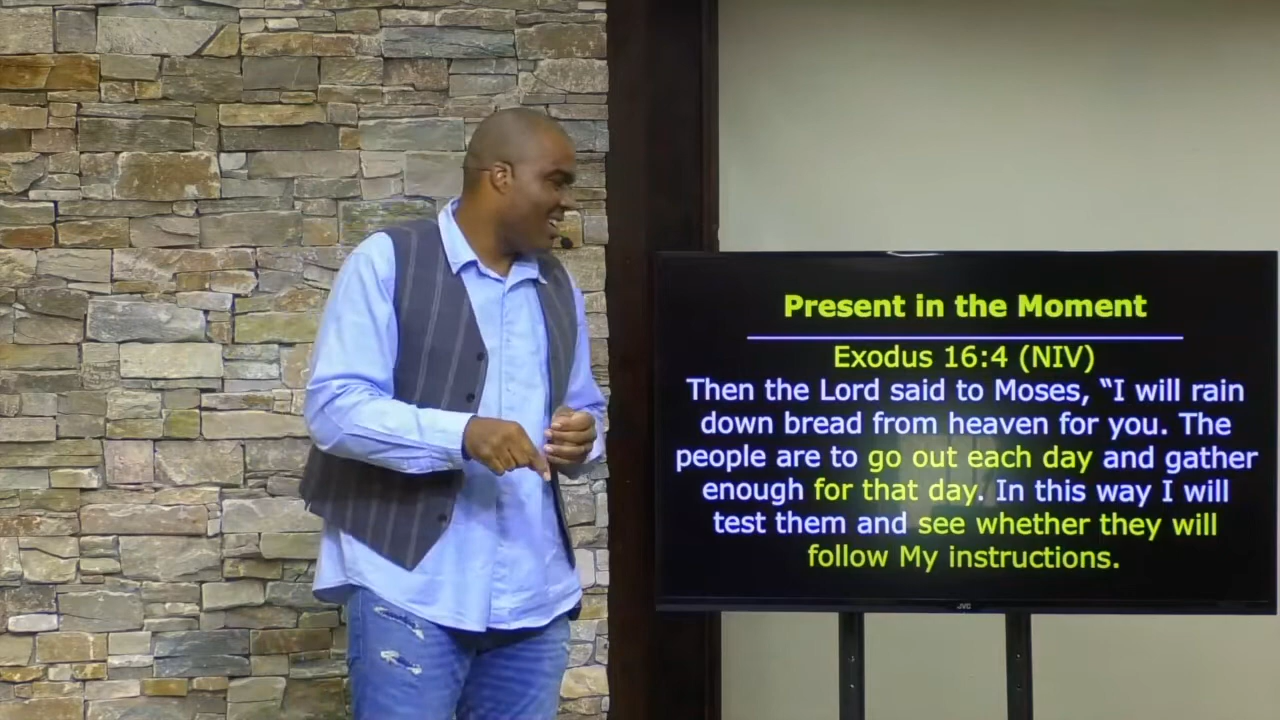 Present in the Moment
Exodus 16:4 (NIV)
Then the Lord said to Moses, “I will rain
down bread from heaven for you. The
people are to go out each day and gather
enough for that day. In this way I will
test them and see whether they will
follow My instructions.
JVC